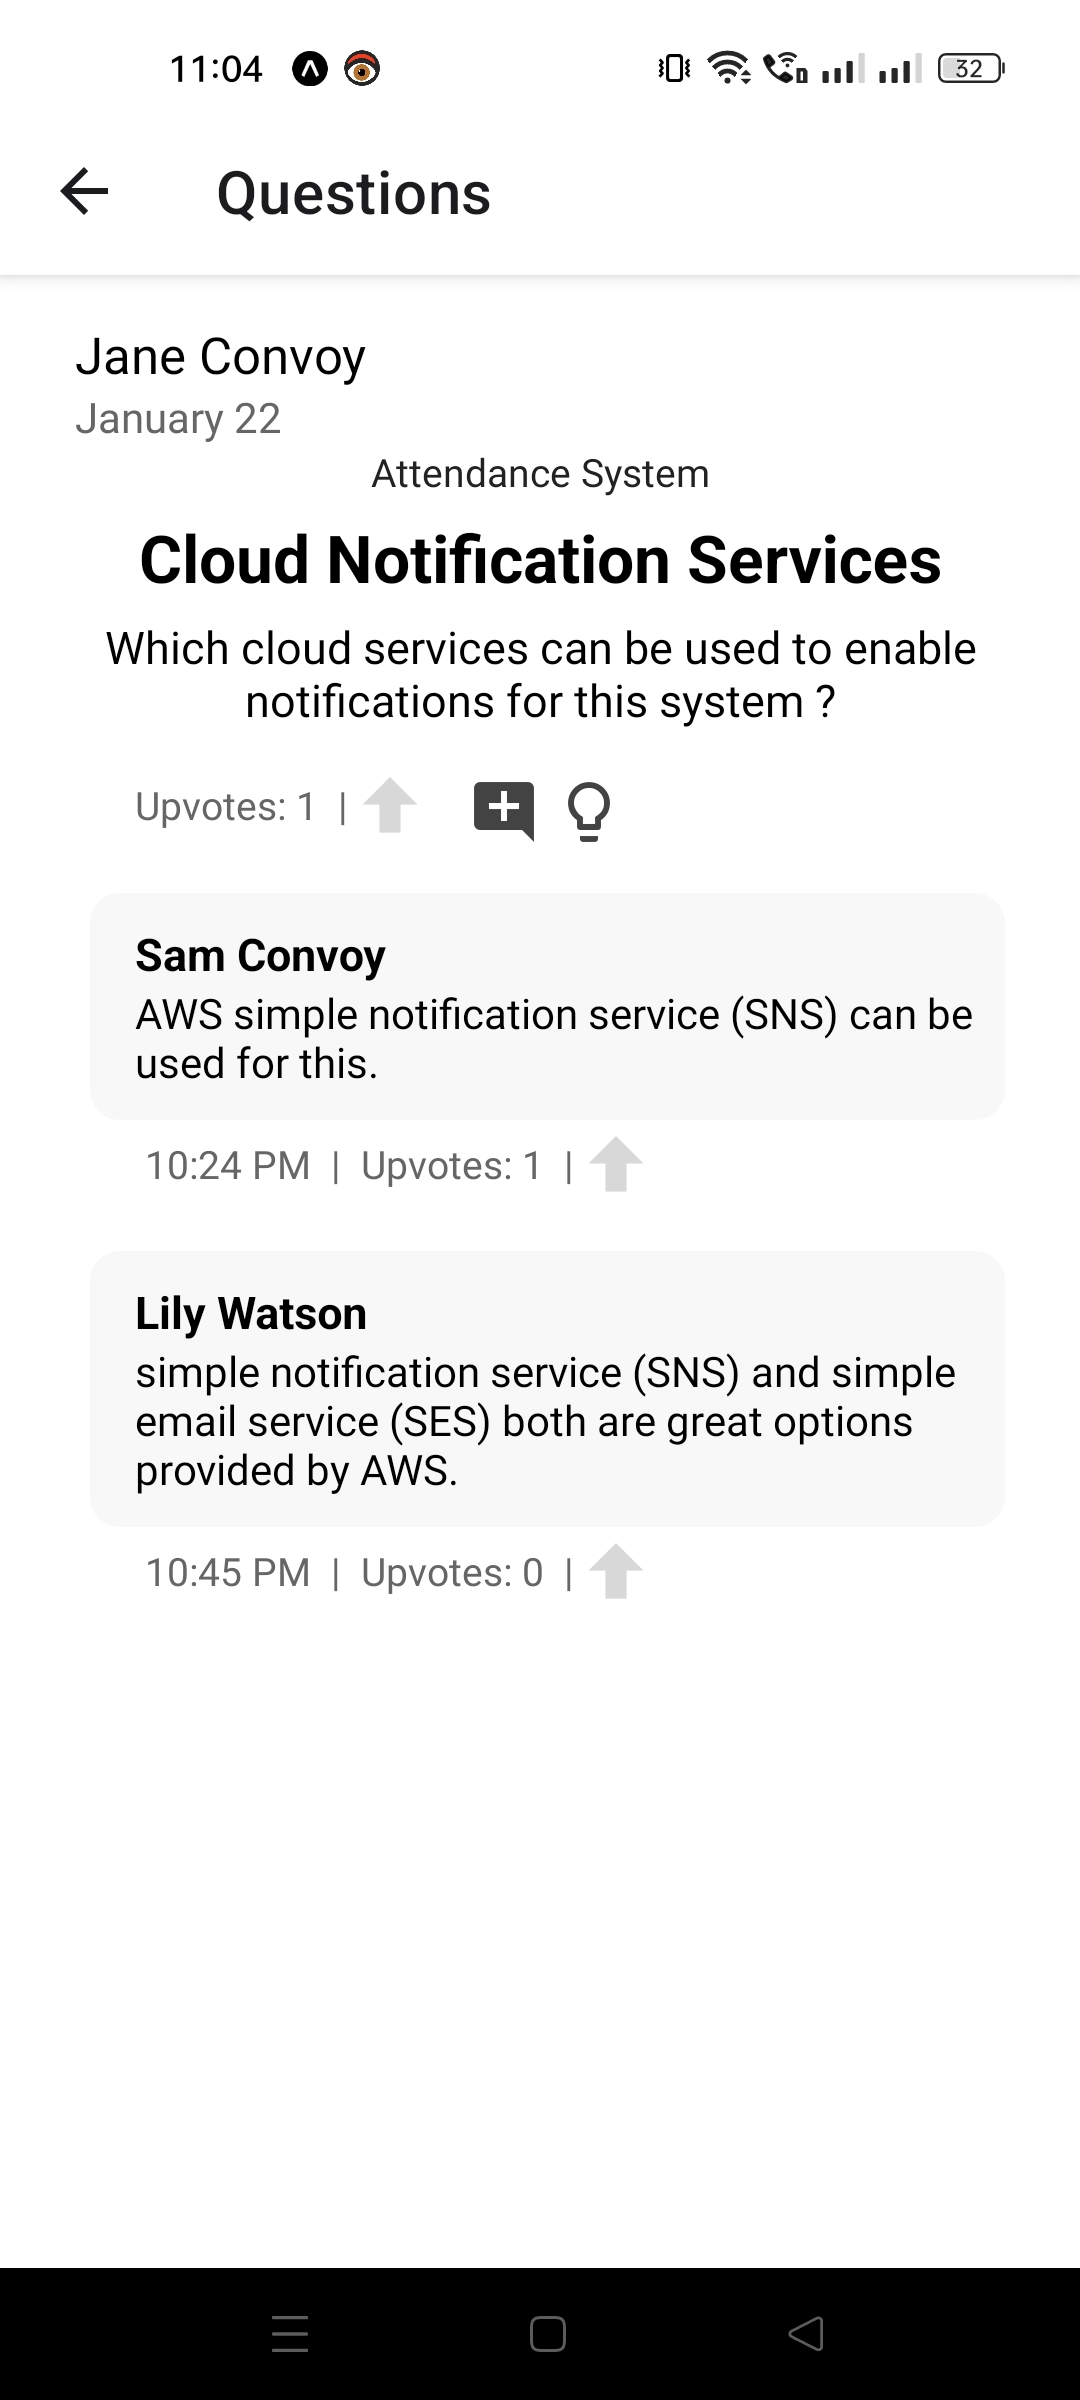 11:04
32
Questions
Jane Convoy
January 22
Attendance System
Cloud Notification Services
Which cloud services can be used to enable
notifications for this system ?
Upvotes: 1 |
Sam Convoy
AWS simple notification service (SNS) can be
used for this.
10:24 PM | Upvotes: 1 |
Lily Watson
simple notification service (SNS) and simple
email service (SES) both are great options
provided by AWS.
10:45 PM | Upvotes: 0 |